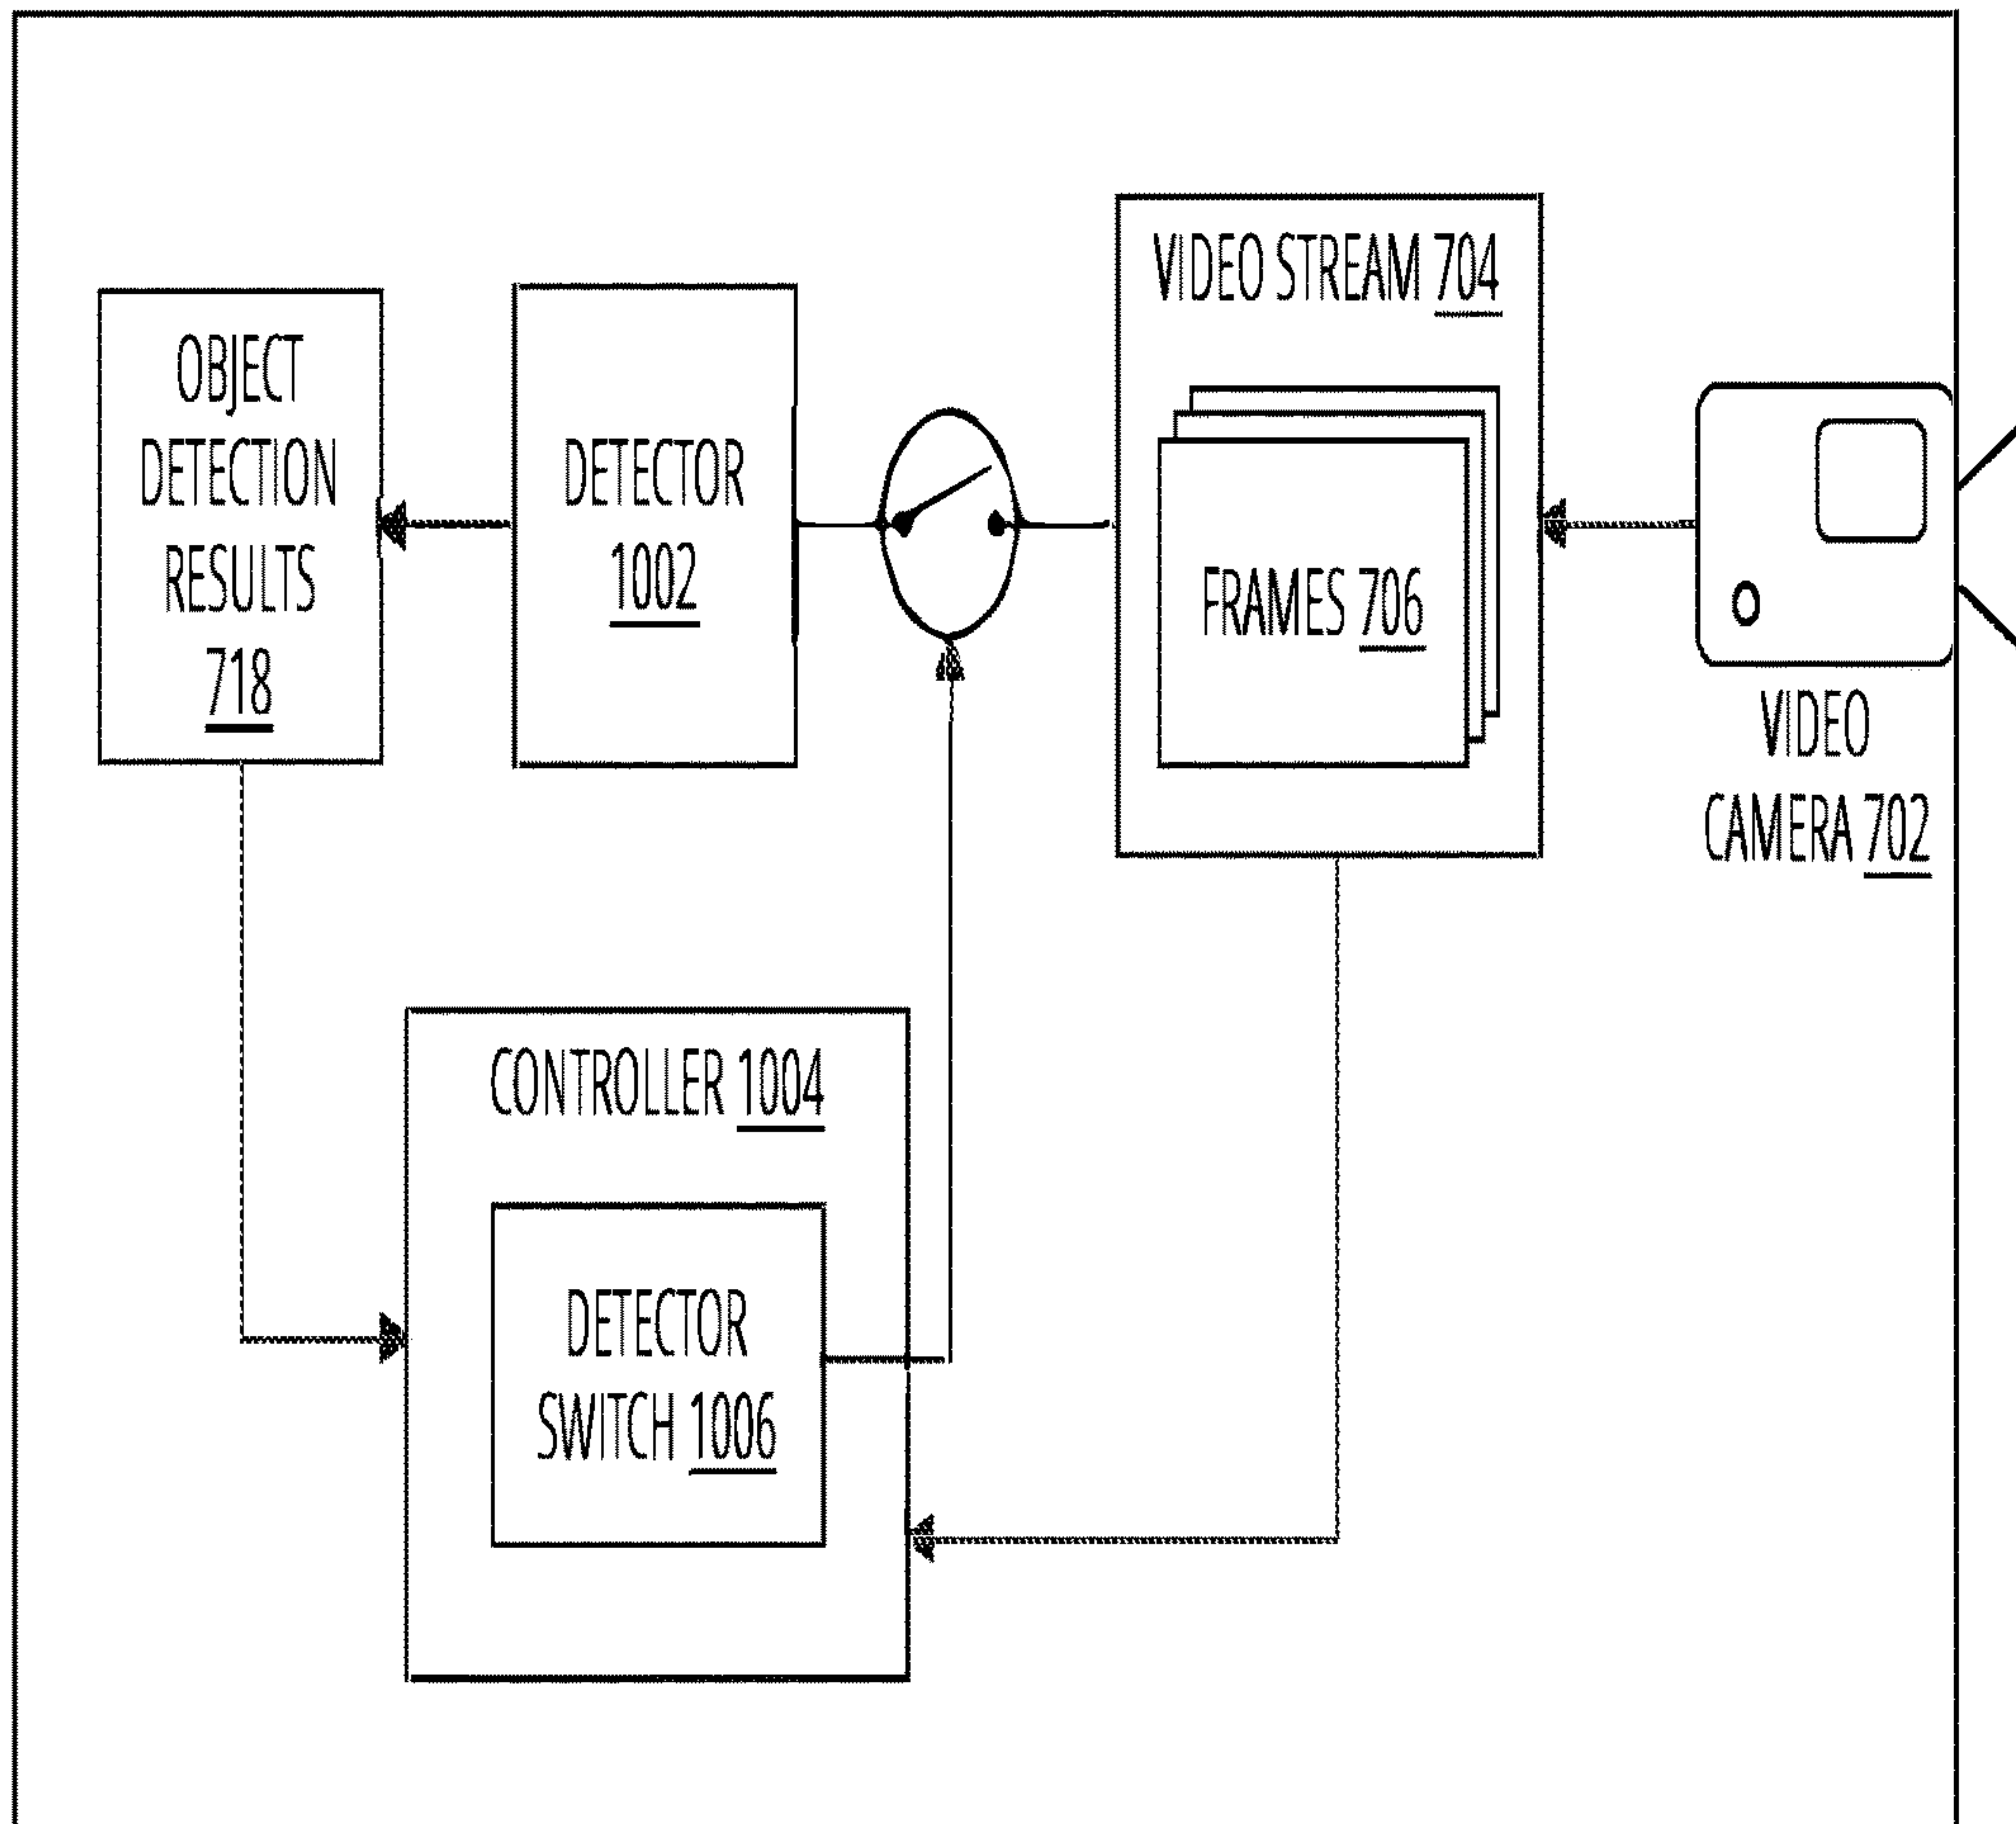 OBJECT
DETECTION
RESULTS
718
DETECTOR
1002
VIDEO STREAM 704
FRAMES 706
VIDEO
CAMERA 702
CONTROLLER 1004
DETECTOR
SWITCH 1006